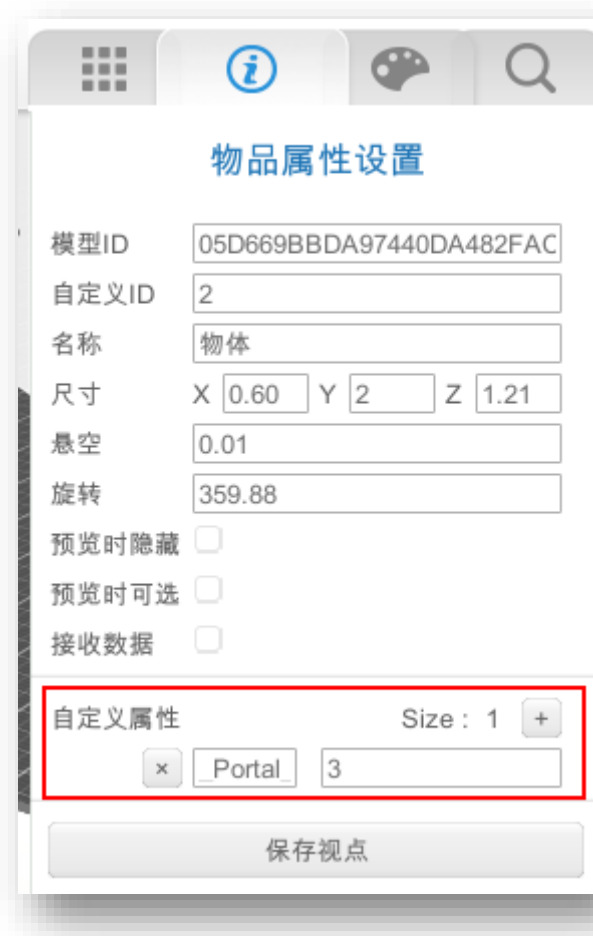 物品属性设置
模型ID 05D669BBDA97440DA482FAC
自定义ID 2
名称 物体
尺寸 X 0.60 Y 2 Z 1.21
悬空 0.01
旋转 359.88
预览时隐藏
预览时可选
接收数据
自定义属性 Size : 1 +
× _Portal_ 3
保存视点